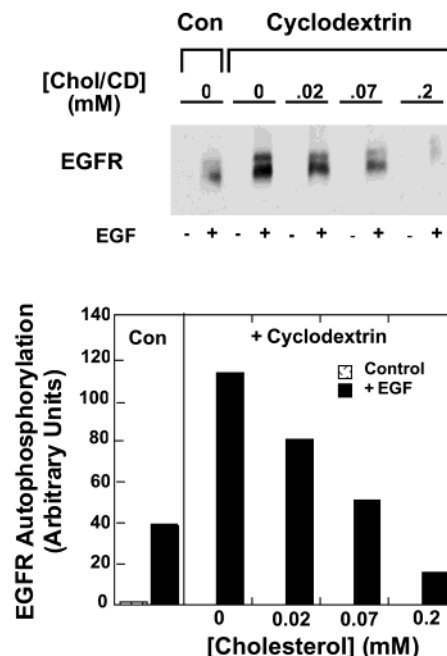 Con Cyclodextrin
[Chol/CD] 0 0 .02 .07 .2
(mM)
EGFR
EGF - + - + - + - + - +
140
120
100
80
60
40
20
0
EGFR Autophosphorylation
(Arbitrary Units)
Con + Cyclodextrin
Control
+ EGF
0 0.02 0.07 0.2
[Cholesterol] (mM)